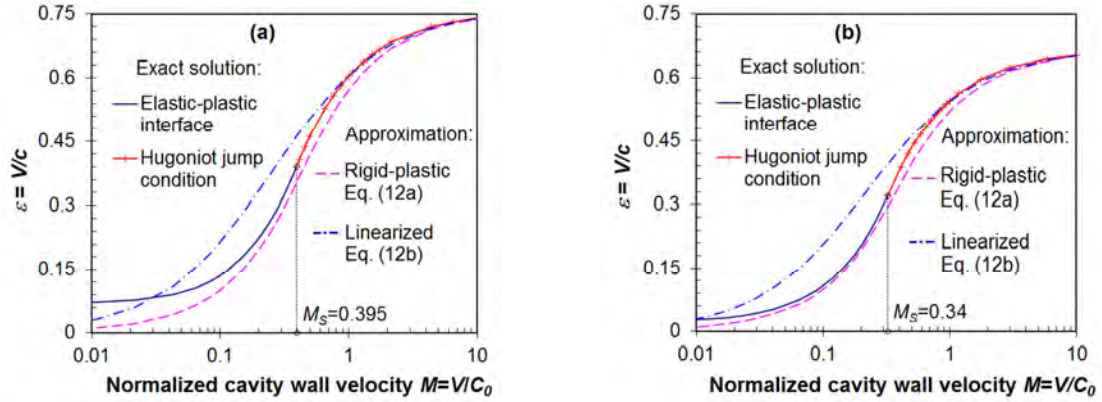 (a)
0.75
0.6
0.45
0.3
0.15
0
ε = V/c
Exact solution:
Elastic-plastic
interface
Hugoniot jump
condition
Approximation:
Rigid-plastic
Eq. (12a)
Linearized
Eq. (12b)
M_S=0.395
0.01 0.1 1 10
Normalized cavity wall velocity M=V/C_0
(b)
0.75
0.6
0.45
0.3
0.15
0
ε = V/c
Exact solution:
Elastic-plastic
interface
Hugoniot jump
condition
Approximation:
Rigid-plastic
Eq. (12a)
Linearized
Eq. (12b)
M_S=0.34
0.01 0.1 1 10
Normalized cavity wall velocity M=V/C_0